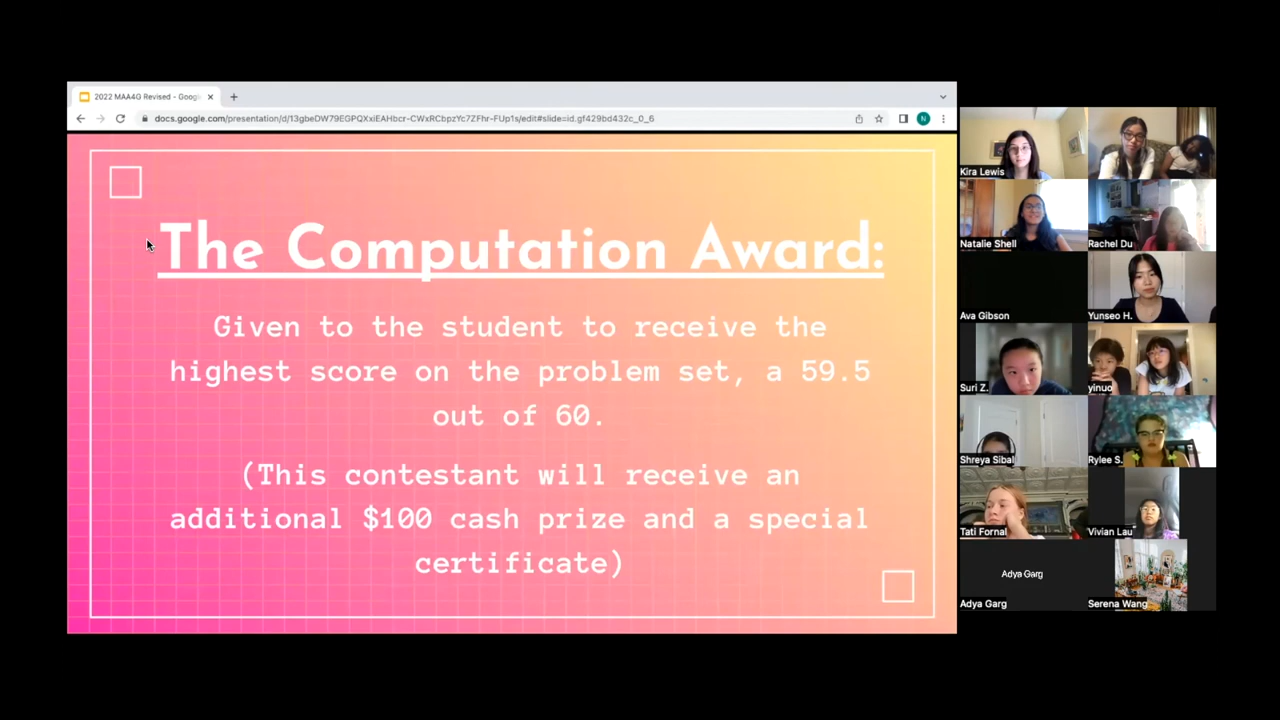 2022 MAA4G Revised - Goog
docs.google.com/presentation/d/13gbeDW79EGPQXxiEAHbcr-CWxRCbpzYc7ZFhr-FUp1s/edit#slide=id.gf429bd432c_0_6
N
The Computation Award:
Given to the student to receive the
highest score on the problem set, a 59.5
out of 60.
(This contestant will receive an
additional $100 cash prize and a special
certificate)
Kira Lewis
Natalie Shell
Rachel Du
Ava Gibson
Yunseo H.
Suri Z.
yinuo
Shreya Sibal
Rylee S.
Tati Fornal
Vivian Lau
Adya Garg
Adya Garg
Serena Wang